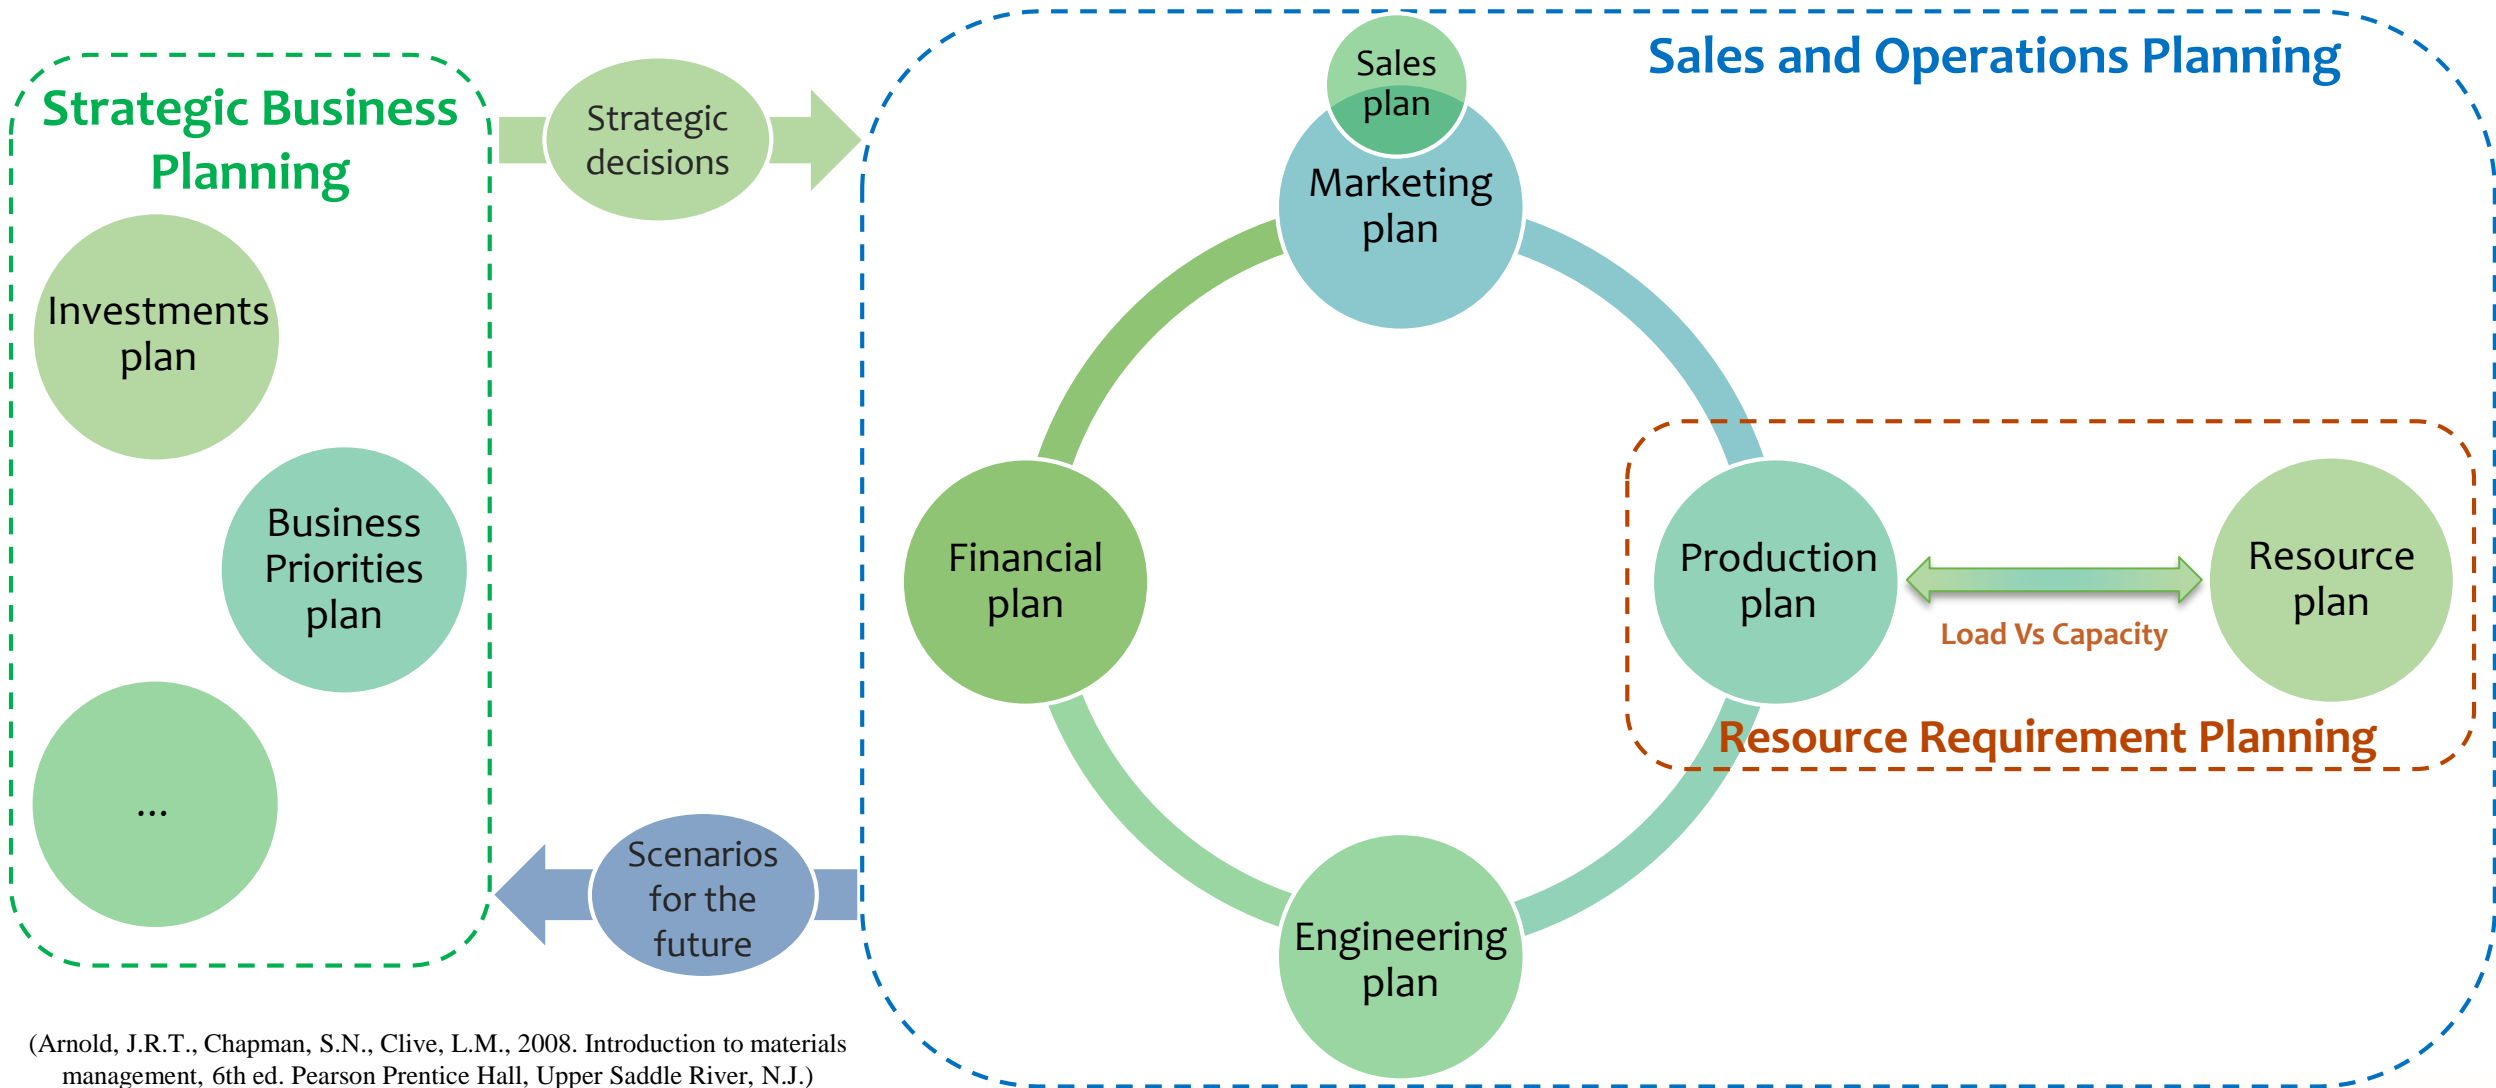 Strategic Business
Planning
Investments
plan
Business
Priorities
plan
...
Strategic
decisions
Scenarios
for the
future
Sales and Operations Planning
Sales
plan
Marketing
plan
Financial
plan
Production
plan
Load Vs Capacity
Resource
plan
Resource Requirement Planning
Engineering
plan
(Arnold, J.R.T., Chapman, S.N., Clive, L.M., 2008. Introduction to materials
management, 6th ed. Pearson Prentice Hall, Upper Saddle River, N.J.)